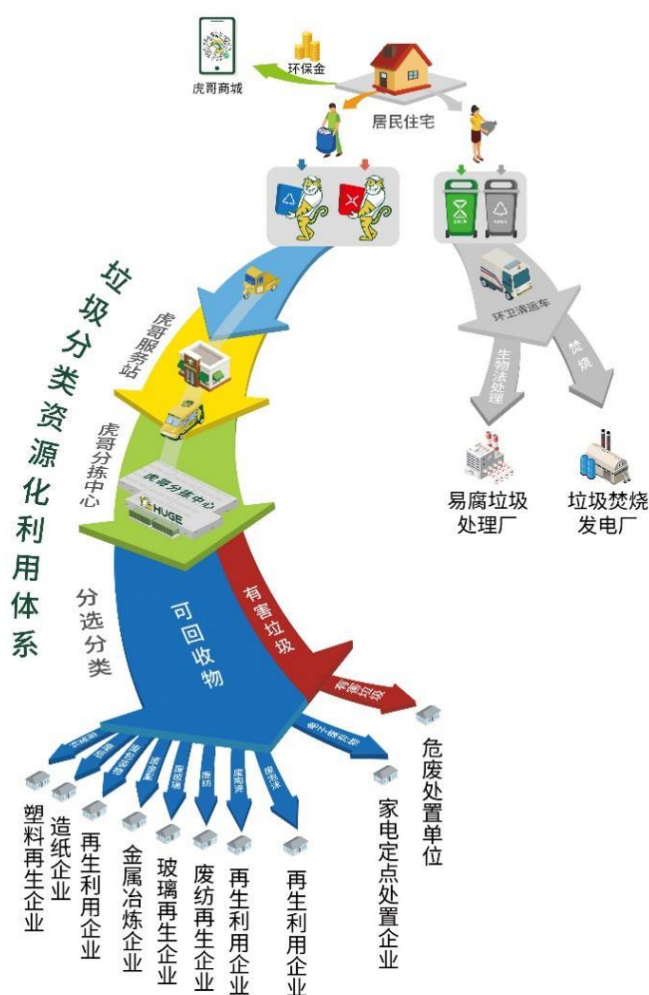 环保金
虎哥商城
居民住宅
环卫清运车
生物法处理
焚烧
易腐垃圾
处理厂
垃圾焚烧
发电厂
垃圾分类资源化利用体系
虎哥服务站
虎哥分拣中心
虎哥分拣中心
HUGE
分选分类
可回收物
有害垃圾
有害垃圾
废纺
废泡沫
塑料再生企业
造纸企业
再生利用企业
金属冶炼企业
玻璃再生企业
废纺再生企业
再生利用企业
再生利用企业
家电定点处置企业
危废处置单位